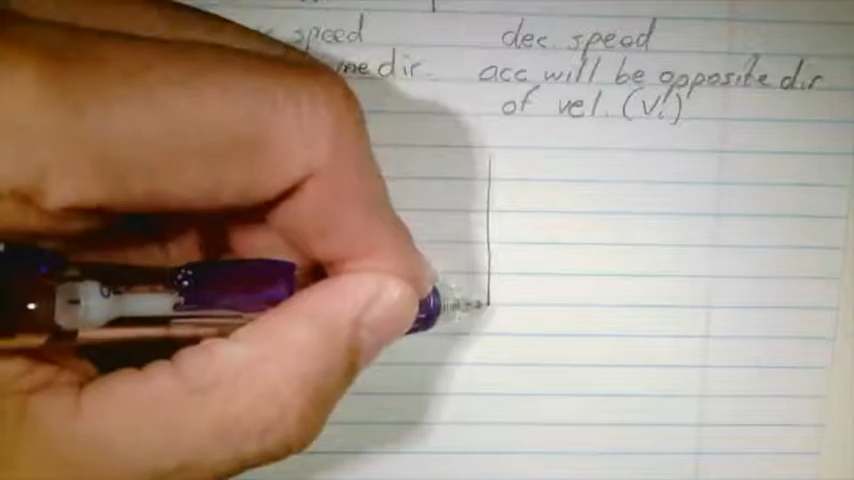 speed
me dir.
dec. speed
acc will be opposite dir
of vel. (Vi)